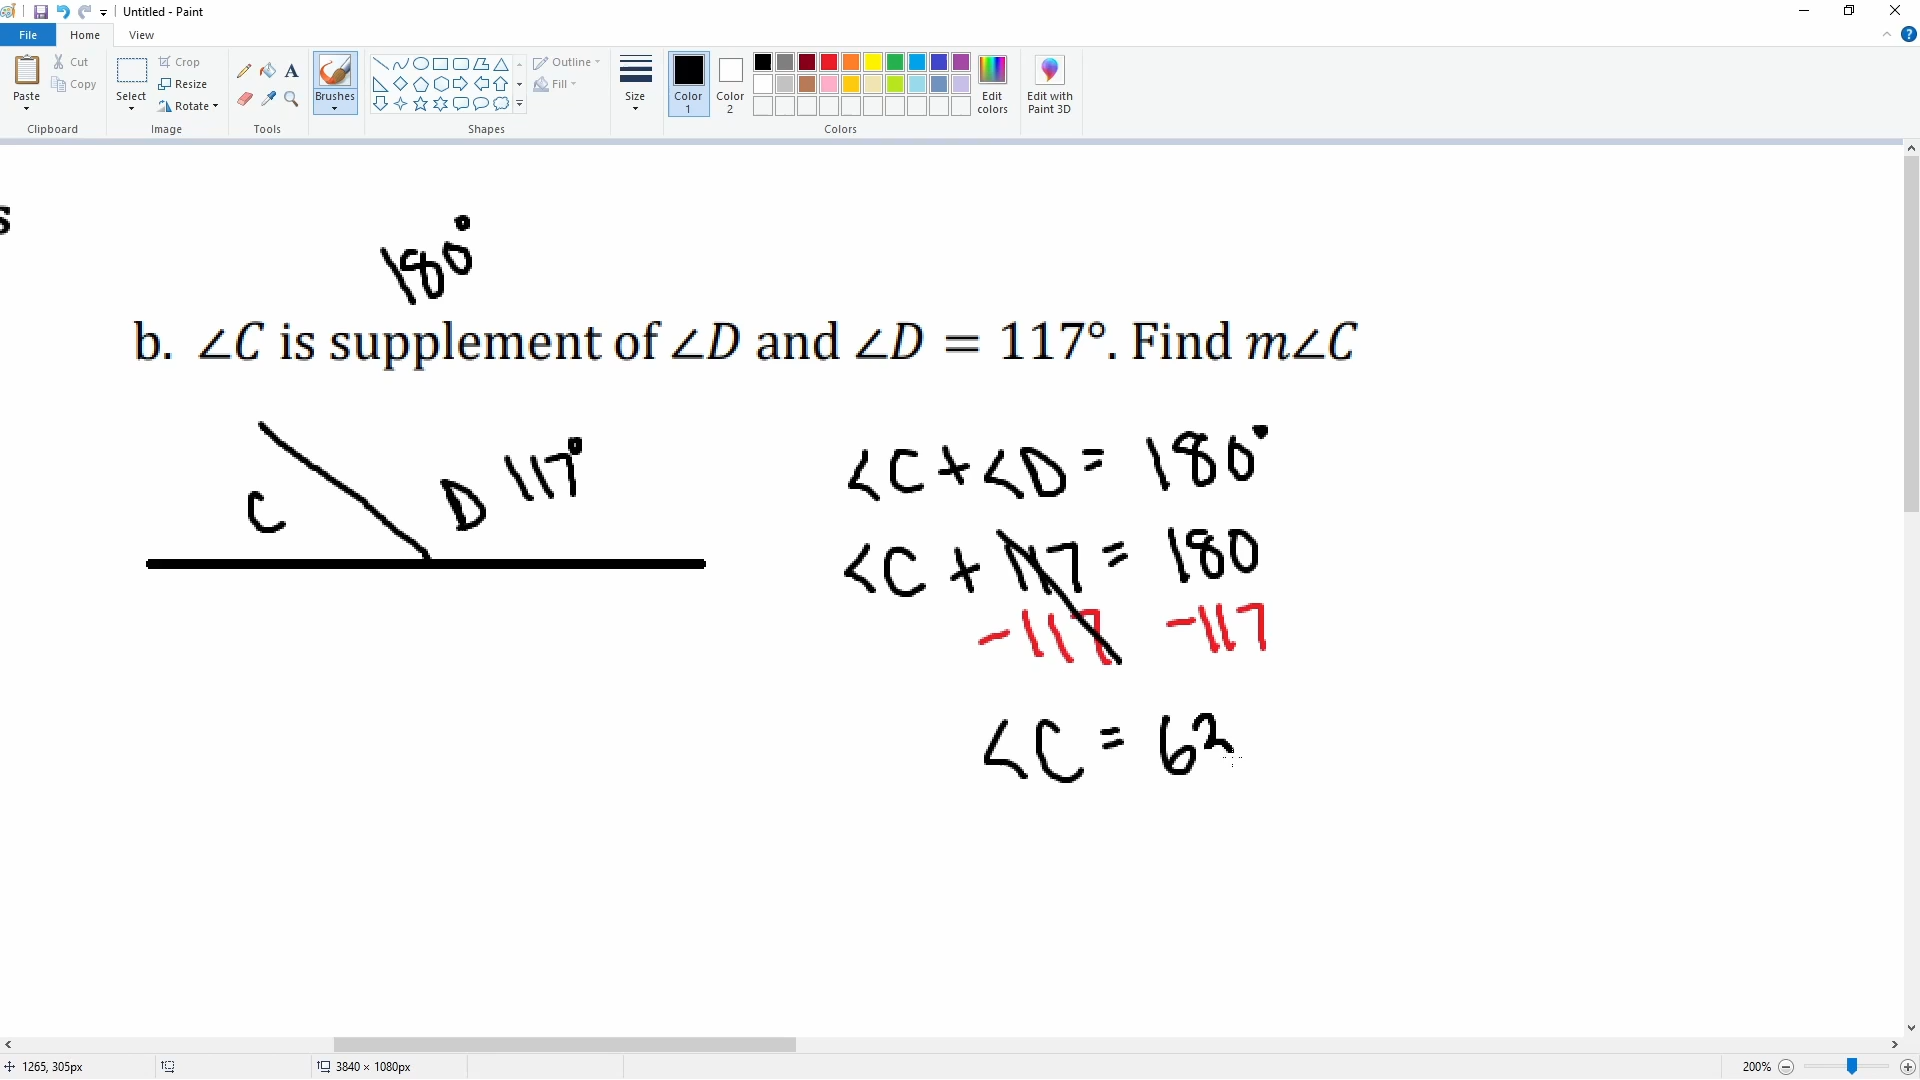 Untitled - Paint
File Home View
Paste Cut Copy Select Crop Resize Rotate A Brushes Outline Fill Size Color 1 Color 2 Edit colors Edit with Paint 3D
Clipboard Image Tools Shapes Colors
s
180°
b. ∠C is supplement of ∠D and ∠D = 117°. Find m∠C
C D 117°
∠C + ∠D = 180°
∠C + 117 = 180
-117 -117
∠C = 62
1265, 305px 3840 × 1080px 200%